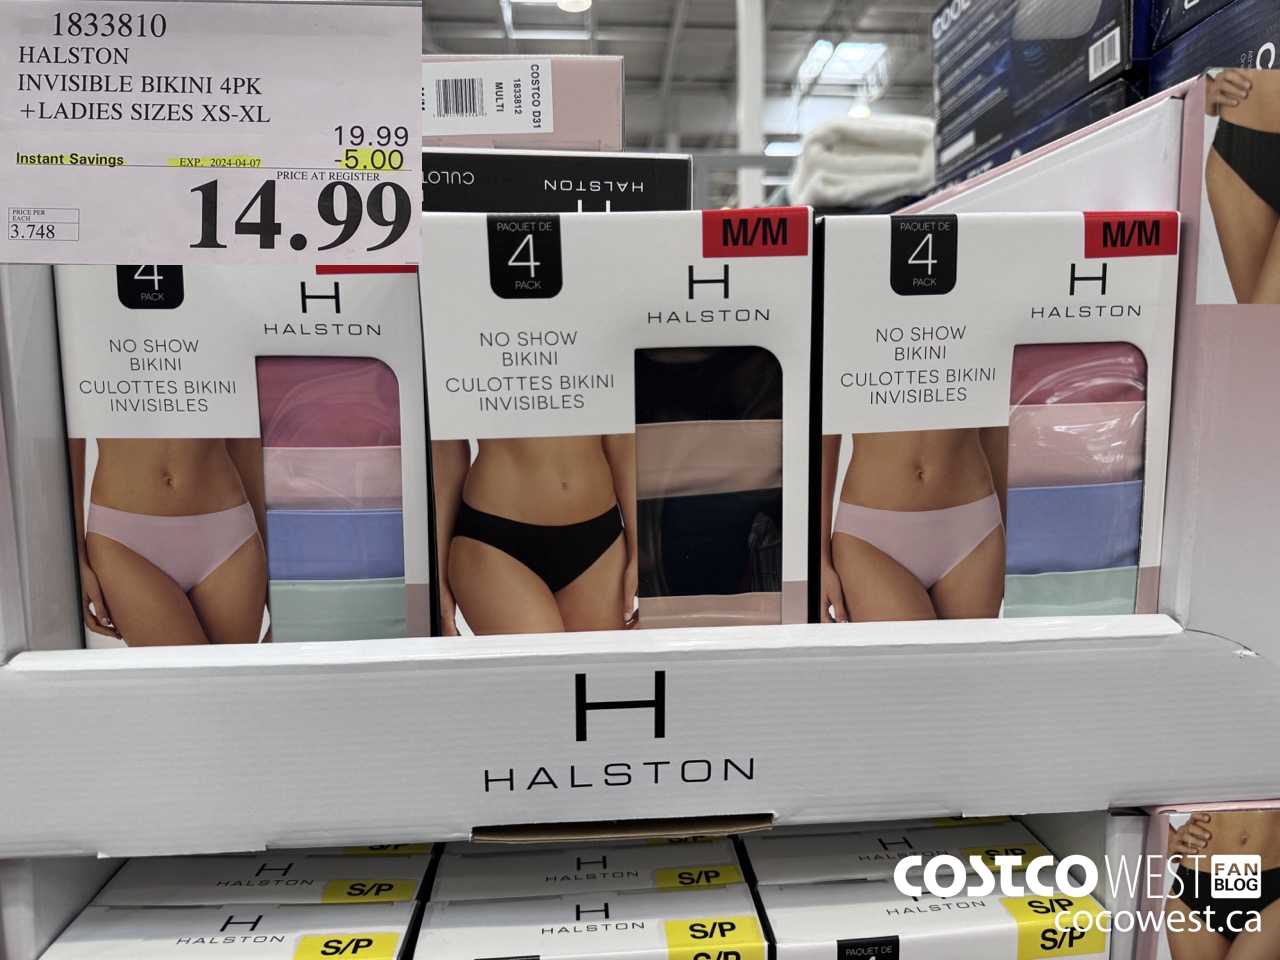 1833810
HALSTON
INVISIBLE BIKINI 4PK
+LADIES SIZES XS-XL
19.99
Instant Savings EXP. 2024-04-07 -5.00
PRICE AT REGISTER
14.99
PRICE PER
EACH
3.748
COSTCO D31
1833812
MULTI
CULOT
HALSTON
4
PACK
H
HALSTON
NO SHOW
BIKINI
CULOTTES BIKINI
INVISIBLES
PAQUET DE
4
PACK
M/M
H
HALSTON
NO SHOW
BIKINI
CULOTTES BIKINI
INVISIBLES
PAQUET DE
4
PACK
M/M
H
HALSTON
NO SHOW
BIKINI
CULOTTES BIKINI
INVISIBLES
COOL
H
HALSTON
H
HALSTON
S/P
H
HALSTON
S/P
H
HALSTON
S/P
H
HALSTON
S/P
H
HALSTON
S/P
H
HALSTON
S/P
S/P
PAQUET DE
COSTCO WEST FAN BLOG
cocowest.ca